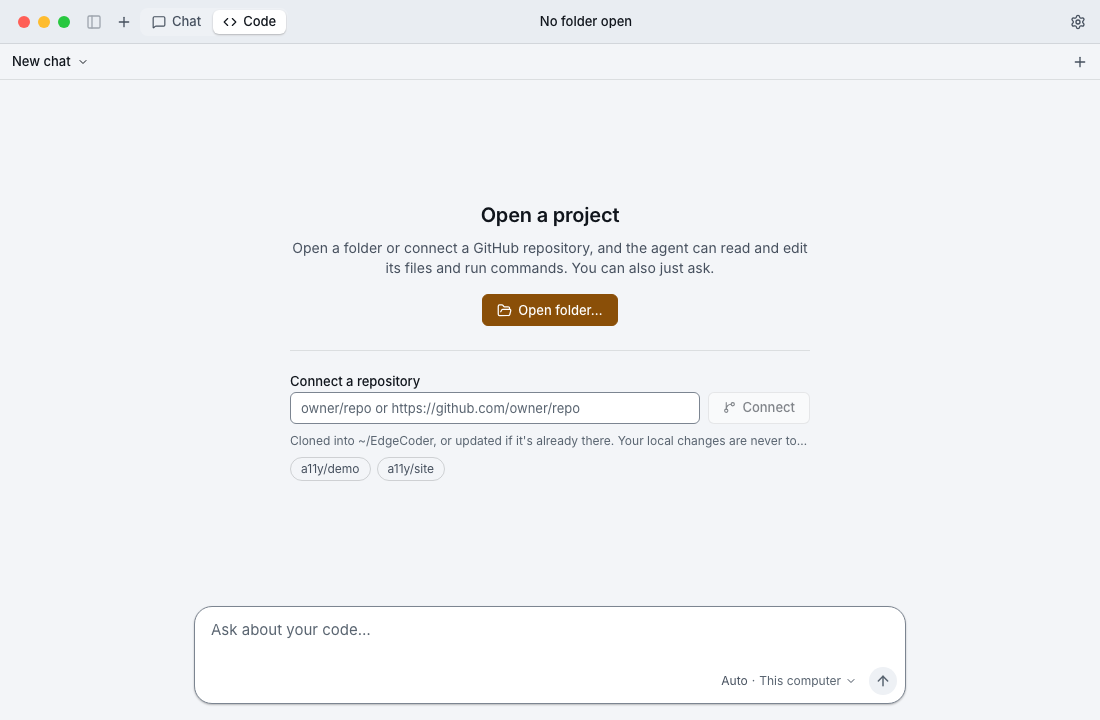 Chat
Code
No folder open
New chat
Open a project
Open a folder or connect a GitHub repository, and the agent can read and edit
its files and run commands. You can also just ask.
Open folder...
Connect a repository
owner/repo or https://github.com/owner/repo
Connect
Cloned into ~/EdgeCoder, or updated if it's already there. Your local changes are never to...
a11y/demo
a11y/site
Ask about your code...
Auto · This computer